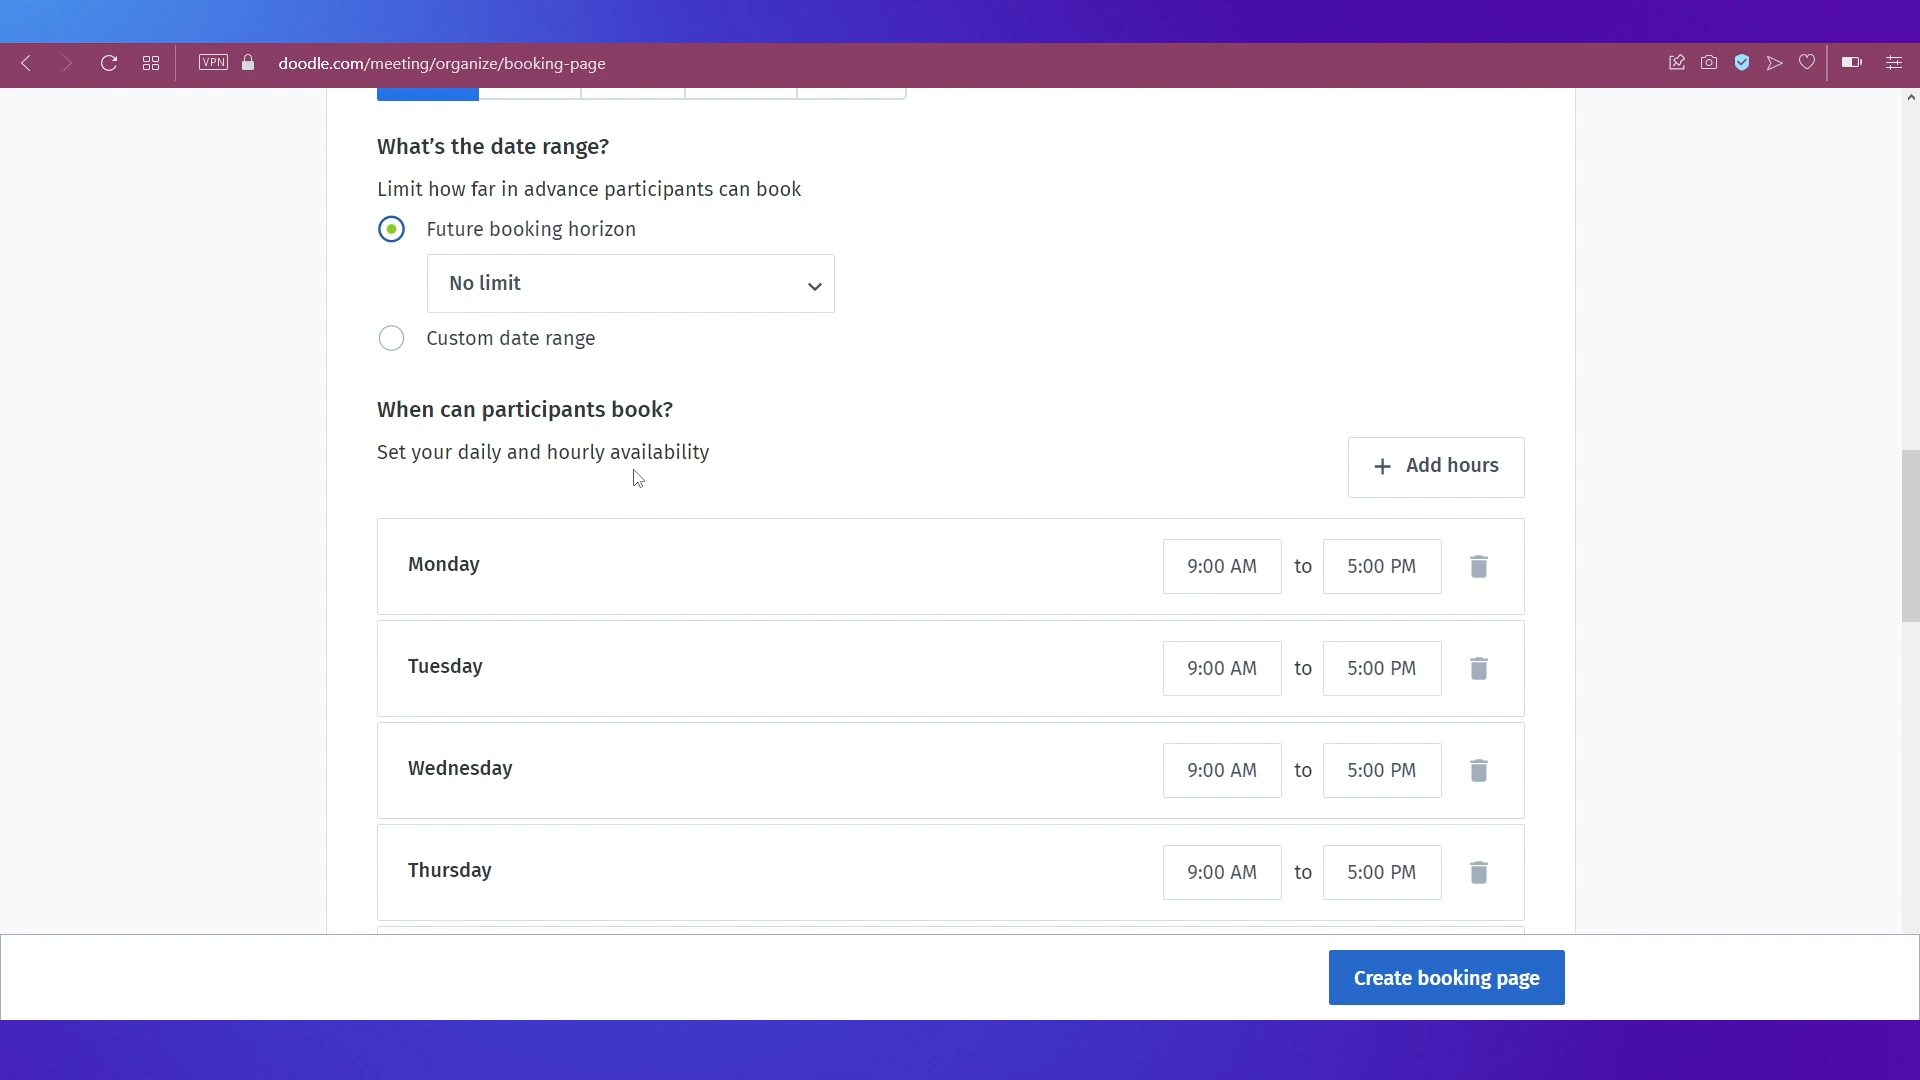 VPN doodle.com/meeting/organize/booking-page
What's the date range?
Limit how far in advance participants can book
Future booking horizon
No limit
Custom date range
When can participants book?
Set your daily and hourly availability
+ Add hours
Monday 9:00 AM to 5:00 PM
Tuesday 9:00 AM to 5:00 PM
Wednesday 9:00 AM to 5:00 PM
Thursday 9:00 AM to 5:00 PM
Create booking page